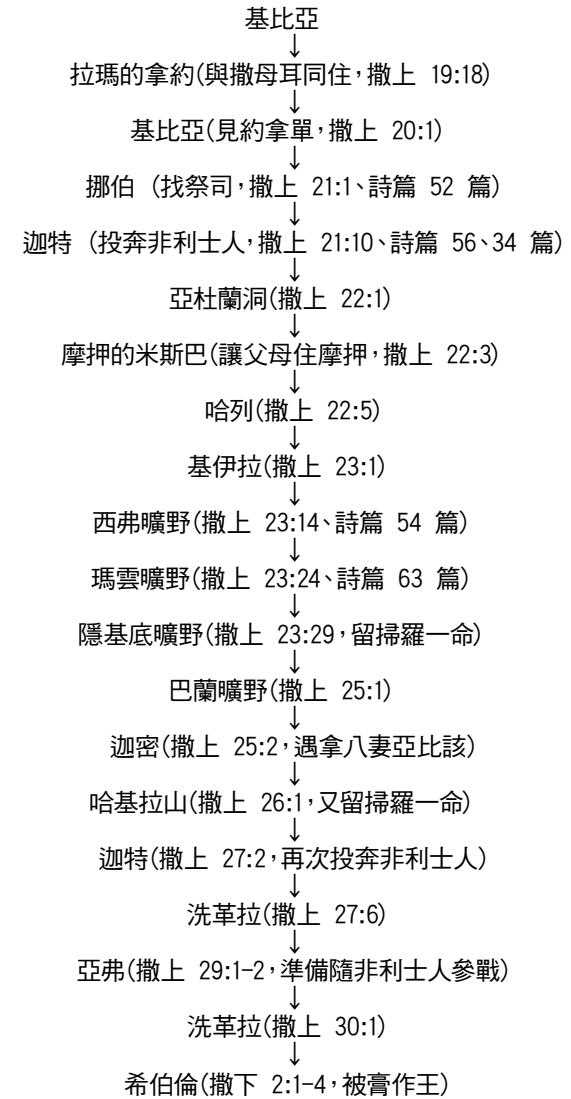 基比亞
↓
拉瑪的拿約(與撒母耳同住，撒上 19:18)
↓
基比亞(見約拿單，撒上 20:1)
↓
挪伯 (找祭司，撒上 21:1、詩篇 52 篇)
↓
迦特 (投奔非利士人，撒上 21:10、詩篇 56、34 篇)
↓
亞杜蘭洞(撒上 22:1)
↓
摩押的米斯巴(讓父母住摩押，撒上 22:3)
↓
哈列(撒上 22:5)
↓
基伊拉(撒上 23:1)
↓
西弗曠野(撒上 23:14、詩篇 54 篇)
↓
瑪雲曠野(撒上 23:24、詩篇 63 篇)
↓
隱基底曠野(撒上 23:29，留掃羅一命)
↓
巴蘭曠野(撒上 25:1)
↓
迦密(撒上 25:2，遇拿八妻亞比該)
↓
哈基拉山(撒上 26:1，又留掃羅一命)
↓
迦特(撒上 27:2，再次投奔非利士人)
↓
洗革拉(撒上 27:6)
↓
亞弗(撒上 29:1-2，準備隨非利士人參戰)
↓
洗革拉(撒上 30:1)
↓
希伯倫(撒下 2:1-4，被膏作王)